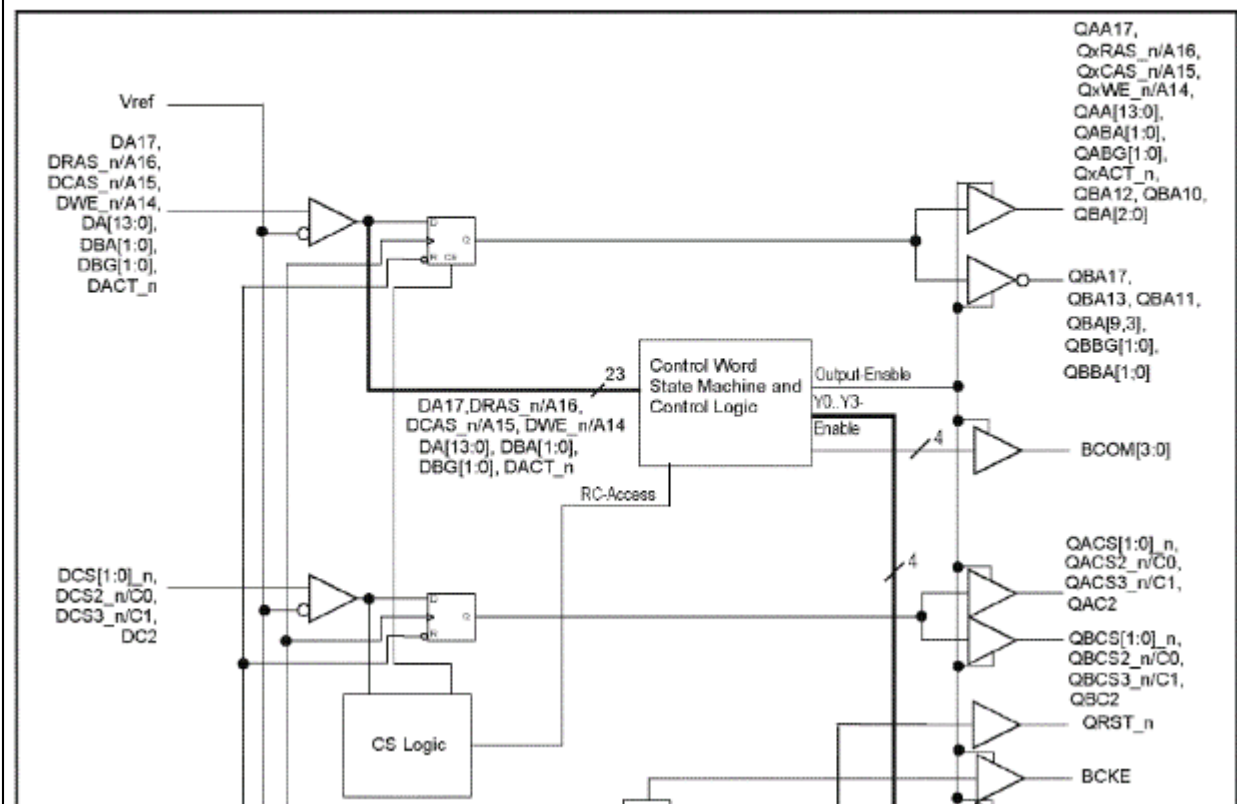 Vref
DA17,
DRAS_n/A16,
DCAS_n/A15,
DWE_n/A14,
DA[13:0],
DBA[1:0],
DBG[1:0],
DACT_n
D
Q
R CS
QAA17,
QxRAS_n/A16,
QxCAS_n/A15,
QxWE_n/A14,
QAA[13:0],
QABA[1:0],
QABG[1:0],
QxACT_n,
QBA12, QBA10,
QBA[2:0]
QBA17,
QBA13, QBA11,
QBA[9,3],
QBBG[1:0],
QBBA[1;0]
23
DA17,DRAS_n/A16,
DCAS_n/A15, DWE_n/A14
DA[13:0], DBA[1:0],
DBG[1:0], DACT_n
Control Word
State Machine and
Control Logic
Output-Enable
Y0..Y3-
Enable
4
BCOM[3:0]
RC-Access
4
DCS[1:0]_n,
DCS2_n/C0,
DCS3_n/C1,
DC2
D
Q
R
QACS[1:0]_n,
QACS2_n/C0,
QACS3_n/C1,
QAC2
QBCS[1:0]_n,
QBCS2_n/C0,
QBCS3_n/C1,
QBC2
CS Logic
QRST_n
BCKE